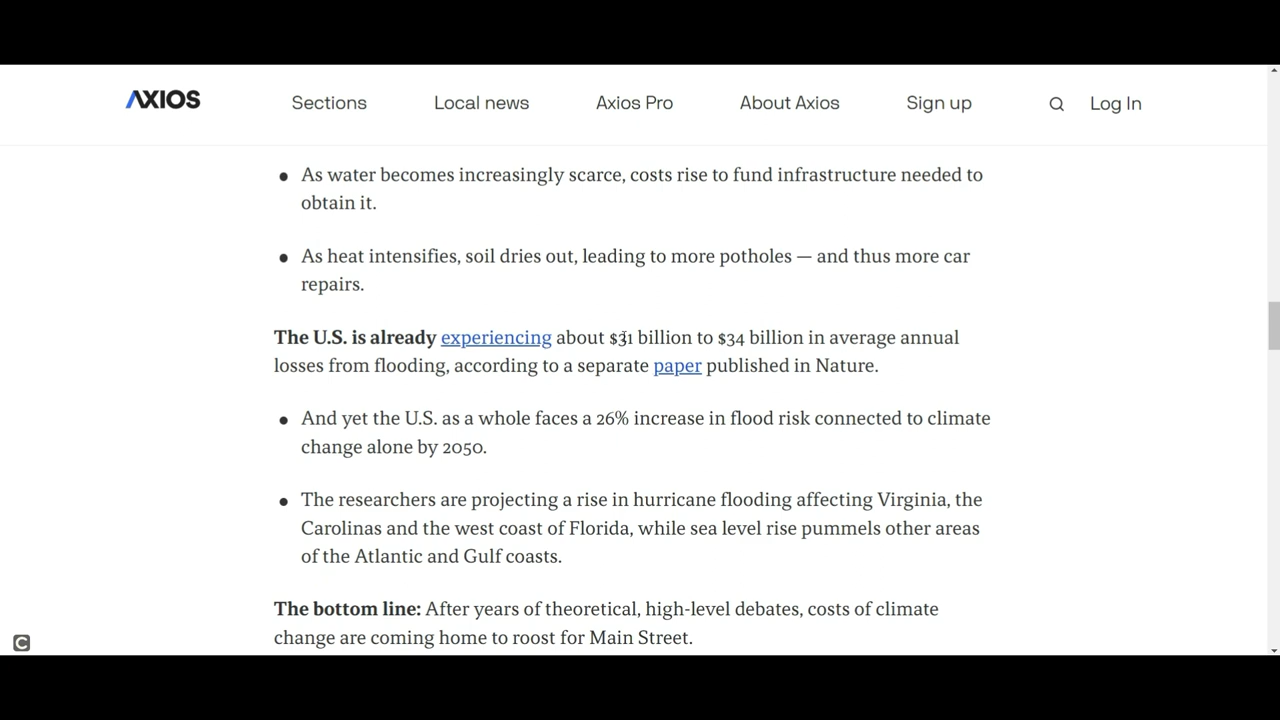 AXIOS Sections Local news Axios Pro About Axios Sign up Log In
● As water becomes increasingly scarce, costs rise to fund infrastructure needed to
obtain it.
● As heat intensifies, soil dries out, leading to more potholes — and thus more car
repairs.
The U.S. is already experiencing about $31 billion to $34 billion in average annual
losses from flooding, according to a separate paper published in Nature.
● And yet the U.S. as a whole faces a 26% increase in flood risk connected to climate
change alone by 2050.
● The researchers are projecting a rise in hurricane flooding affecting Virginia, the
Carolinas and the west coast of Florida, while sea level rise pummels other areas
of the Atlantic and Gulf coasts.
The bottom line: After years of theoretical, high-level debates, costs of climate
change are coming home to roost for Main Street.
C